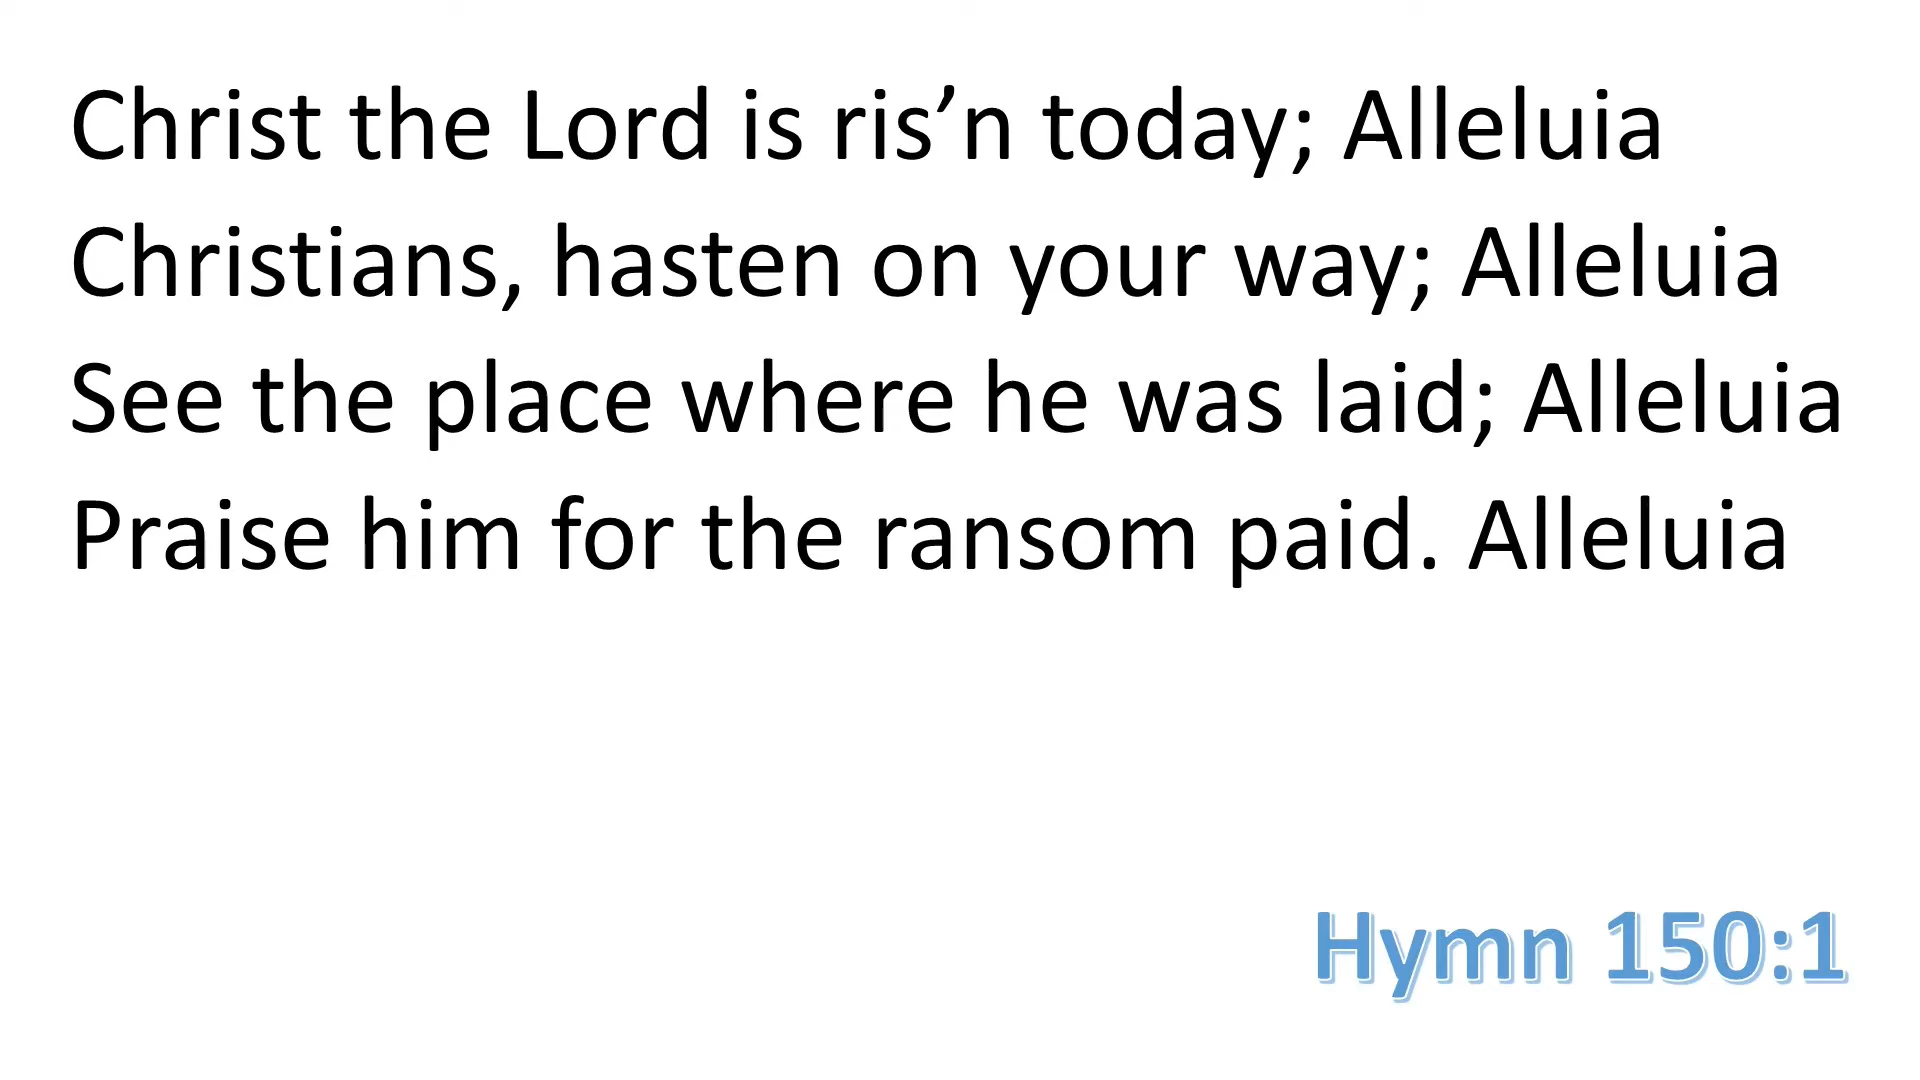 Christ the Lord is ris’n today; Alleluia
Christians, hasten on your way; Alleluia
See the place where he was laid; Alleluia
Praise him for the ransom paid. Alleluia
Hymn 150:1